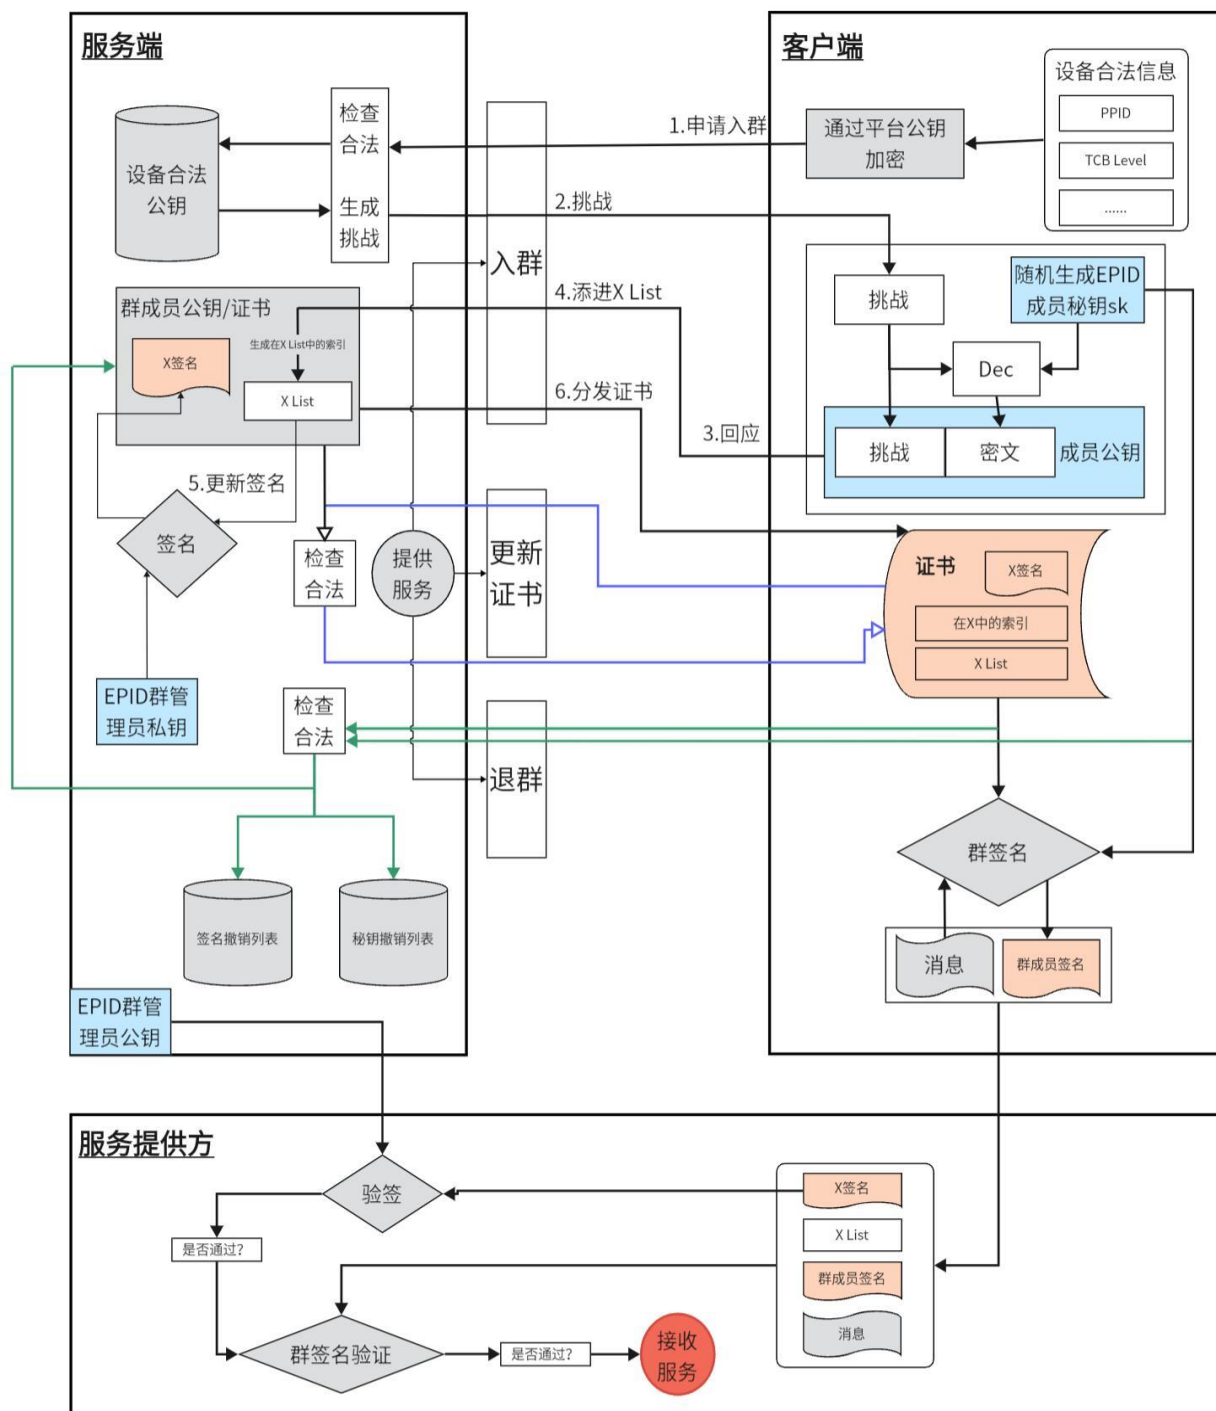 服务端
客户端
设备合法信息
PPID
TCB Level
......
通过平台公钥
加密
1.申请入群
检查
合法
生成
挑战
设备合法
公钥
2.挑战
入群
挑战
随机生成EPID
成员秘钥sk
Dec
挑战
密文
成员公钥
群成员公钥/证书
X签名
生成在X List中的索引
X List
4.添进X List
6.分发证书
3.回应
5.更新签名
签名
检查
合法
提供
服务
更新
证书
证书
X签名
在X中的索引
X List
EPID群管
理员私钥
检查
合法
退群
群签名
签名撤销列表
秘钥撤销列表
消息
群成员签名
EPID群管
理员公钥
服务提供方
验签
X签名
X List
群成员签名
消息
是否通过?
群签名验证
是否通过?
接收
服务